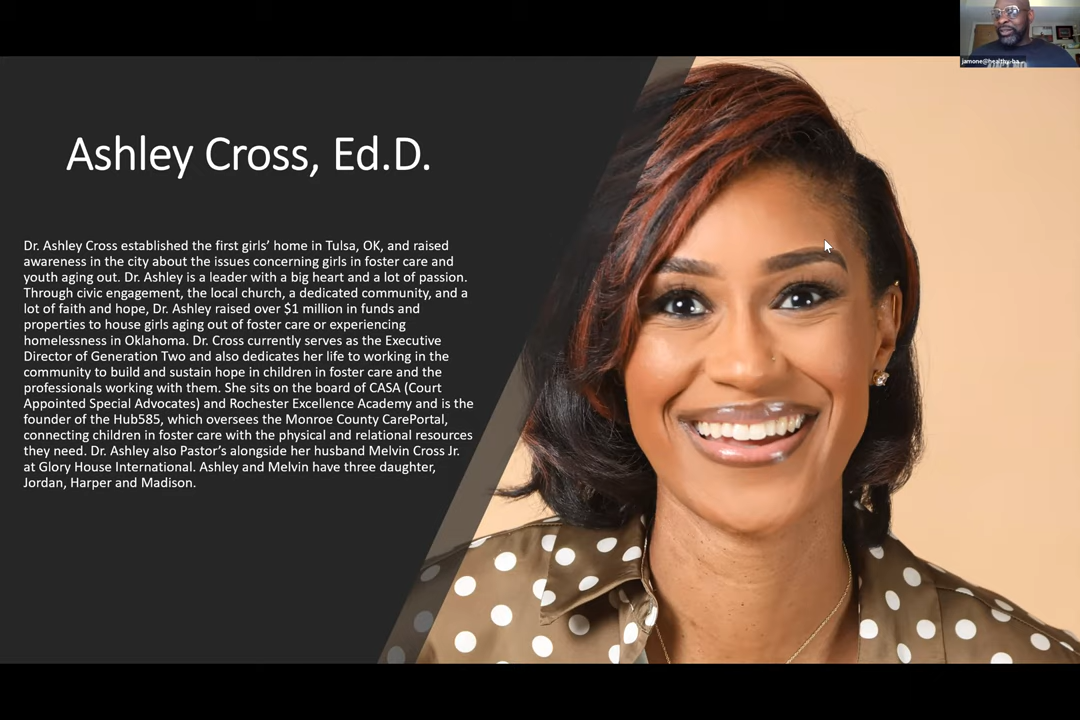 jamone@healthy-ba...
Ashley Cross, Ed.D.
Dr. Ashley Cross established the first girls’ home in Tulsa, OK, and raised
awareness in the city about the issues concerning girls in foster care and
youth aging out. Dr. Ashley is a leader with a big heart and a lot of passion.
Through civic engagement, the local church, a dedicated community, and a
lot of faith and hope, Dr. Ashley raised over $1 million in funds and
properties to house girls aging out of foster care or experiencing
homelessness in Oklahoma. Dr. Cross currently serves as the Executive
Director of Generation Two and also dedicates her life to working in the
community to build and sustain hope in children in foster care and the
professionals working with them. She sits on the board of CASA (Court
Appointed Special Advocates) and Rochester Excellence Academy and is the
founder of the Hub585, which oversees the Monroe County CarePortal,
connecting children in foster care with the physical and relational resources
they need. Dr. Ashley also Pastor’s alongside her husband Melvin Cross Jr.
at Glory House International. Ashley and Melvin have three daughter,
Jordan, Harper and Madison.